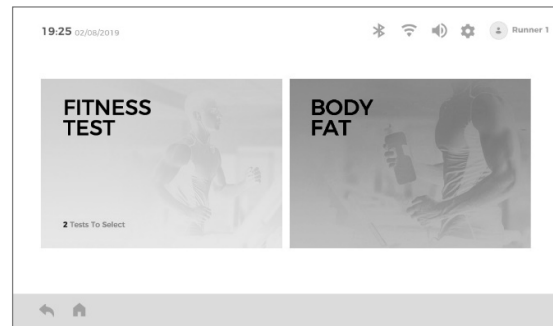 19:25 02/08/2019
Runner 1
FITNESS
TEST
2 Tests To Select
BODY
FAT